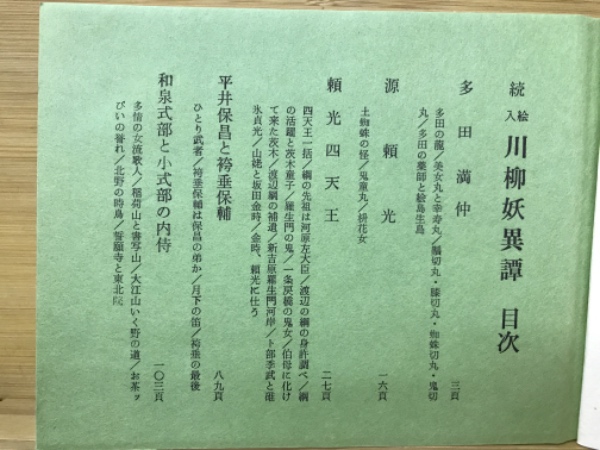 続 絵入 川柳妖異譚 目次
多田満仲
多田の龍／美女丸と幸寿丸／髭切丸・膝切丸・蜘蛛切丸・鬼切
丸／多田の薬師と絵島生島
三頁
源頼光
土蜘蛛の怪／鬼童丸／桝花女
一六頁
頼光四天王
四天王一括／綱の先祖は河原左大臣／渡辺の綱の身許調べ／綱
の活躍と茨木童子／羅生門の鬼／一条戻橋の鬼女／伯母に化け
て来た茨木／渡辺綱の補遺／新吉原羅生門河岸／卜部季武と碓
氷貞光／山姥と坂田金時／金時、頼光に仕う
二七頁
平井保昌と袴垂保輔
ひとり武者／袴垂保輔は保昌の弟か／月下の笛／袴垂の最後
八九頁
和泉式部と小式部の内侍
多情の女流歌人／稲荷山と書写山／大江山いく野の道／お茶ッ
ぴいの誉れ／北野の時鳥／誓願寺と東北院
一〇三頁